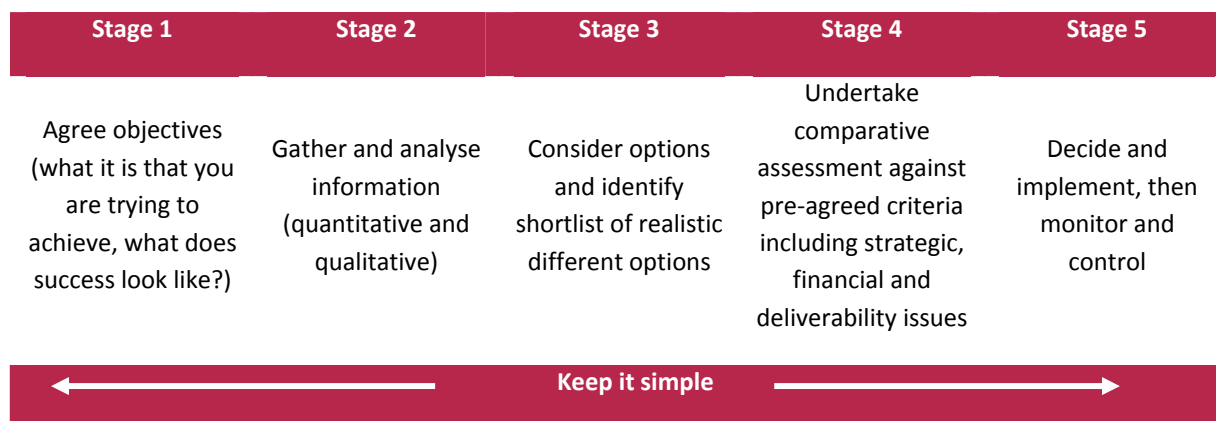 Stage 1
Stage 2
Stage 3
Stage 4
Stage 5
Agree objectives
(what it is that you
are trying to
achieve, what does
success look like?)
Gather and analyse
information
(quantitative and
qualitative)
Consider options
and identify
shortlist of realistic
different options
Undertake
comparative
assessment against
pre-agreed criteria
including strategic,
financial and
deliverability issues
Decide and
implement, then
monitor and
control
Keep it simple